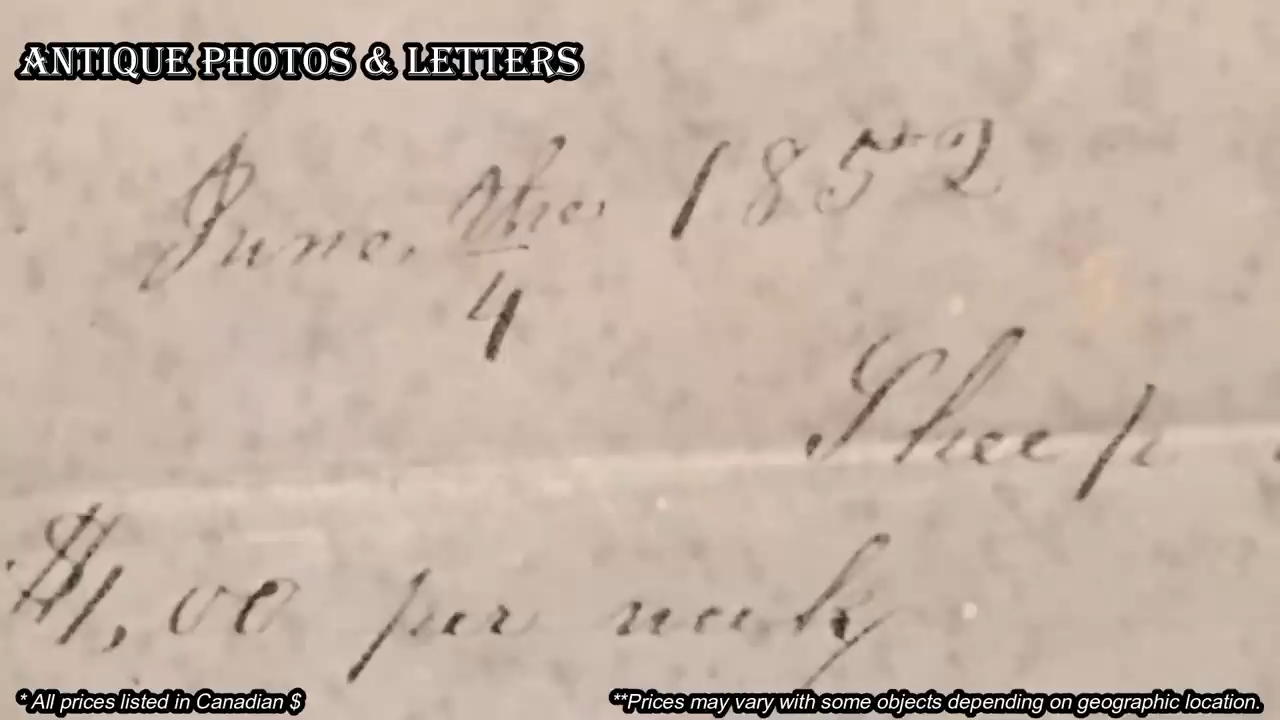 ANTIQUE PHOTOS & LETTERS
June, the 1852
4
Sheep
$1,00 per neck
* All prices listed in Canadian $
**Prices may vary with some objects depending on geographic location.